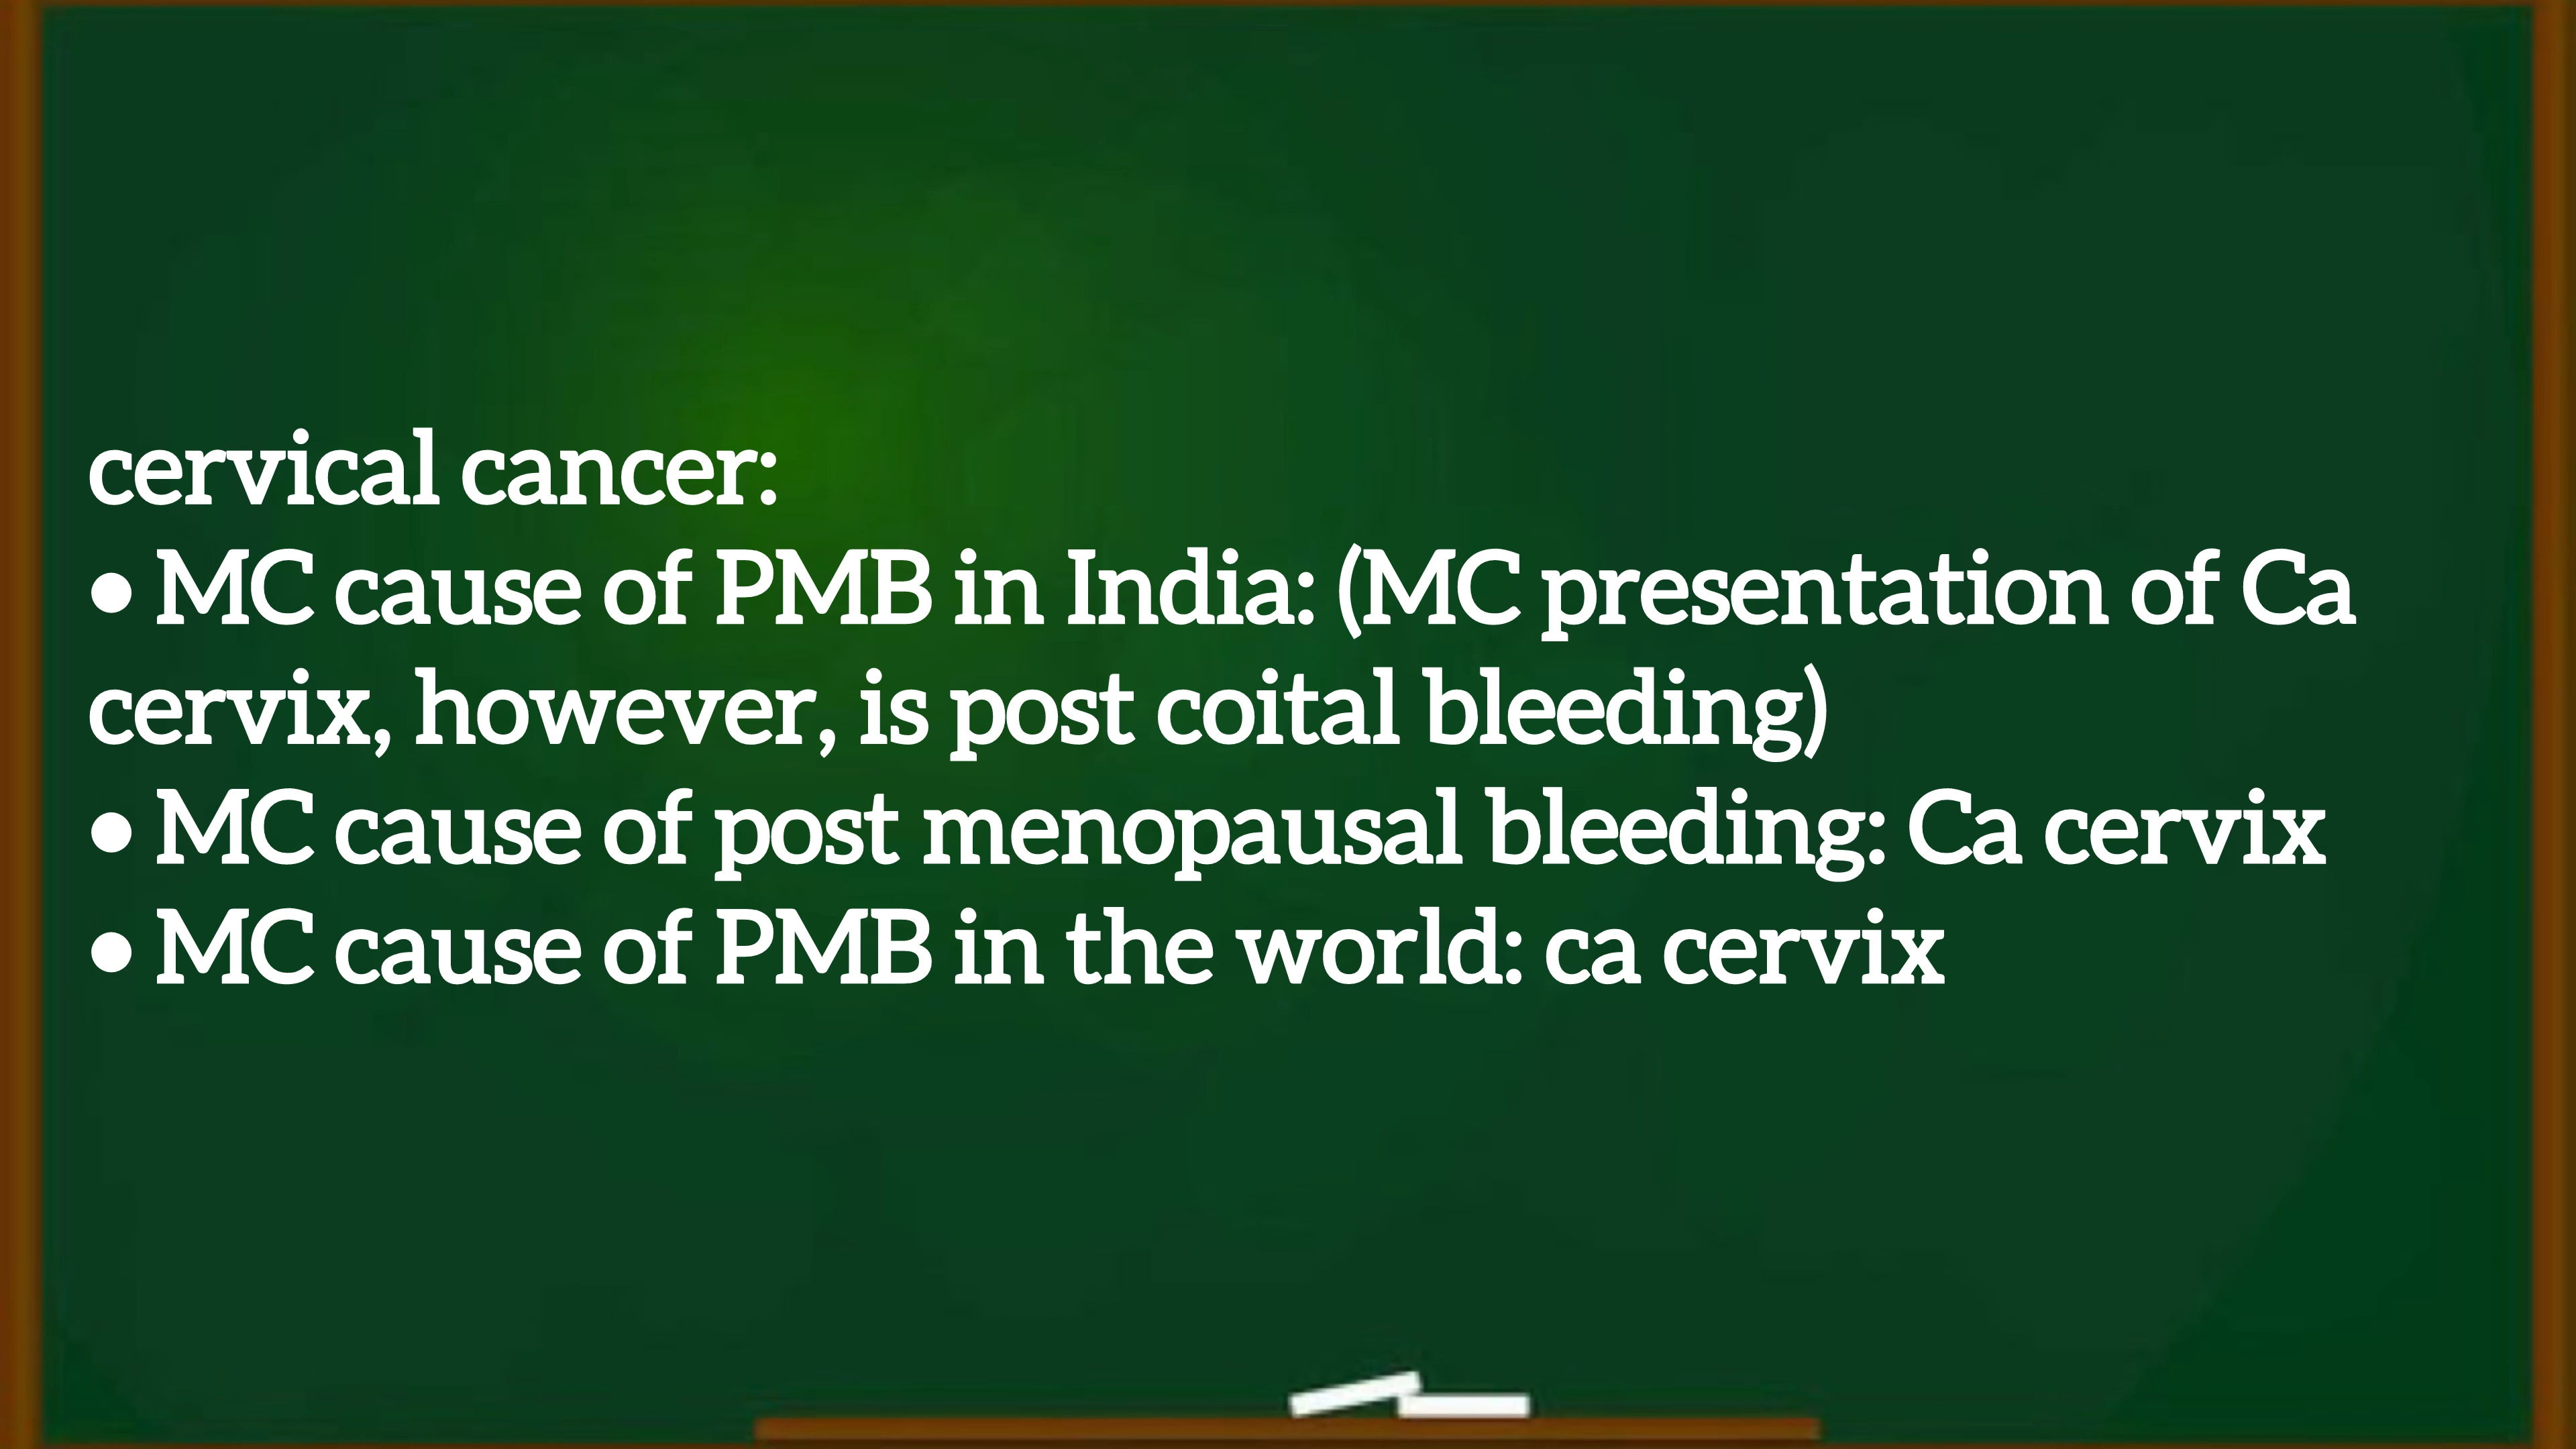 cervical cancer:
• MC cause of PMB in India: (MC presentation of Ca
cervix, however, is post coital bleeding)
• MC cause of post menopausal bleeding: Ca cervix
• MC cause of PMB in the world: ca cervix